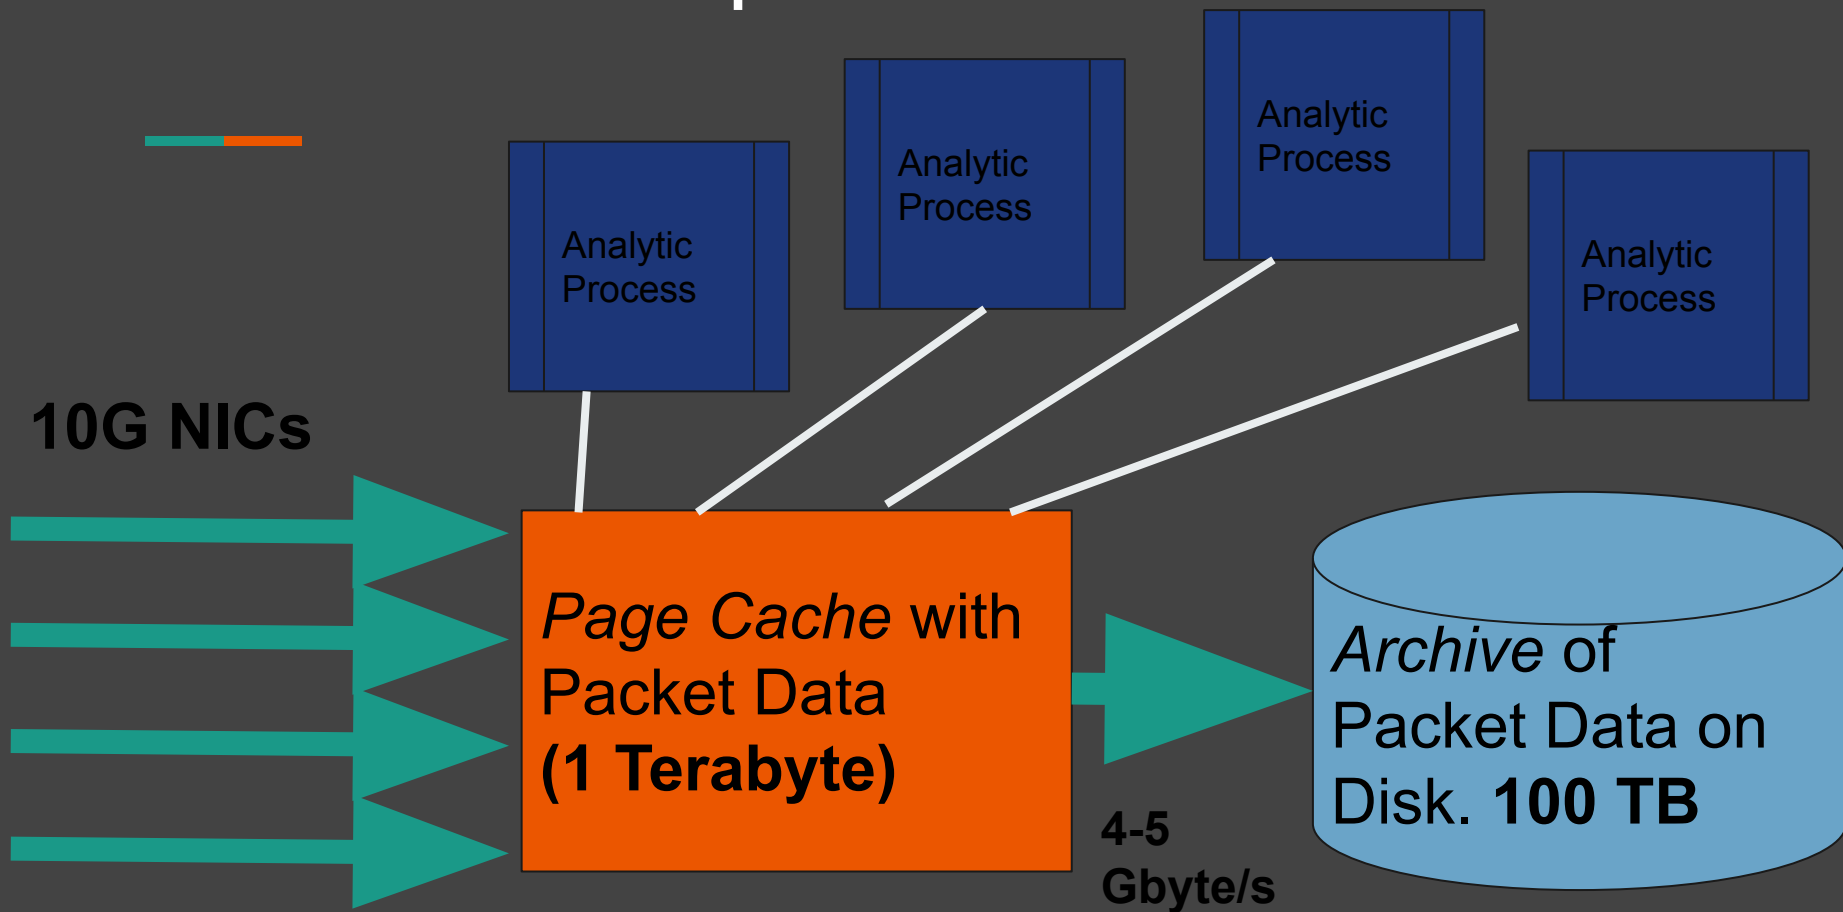 Analytic
Process
Analytic
Process
Analytic
Process
Analytic
Process
10G NICs
Page Cache with
Packet Data
(1 Terabyte)
4-5
Gbyte/s
Archive of
Packet Data on
Disk. 100 TB